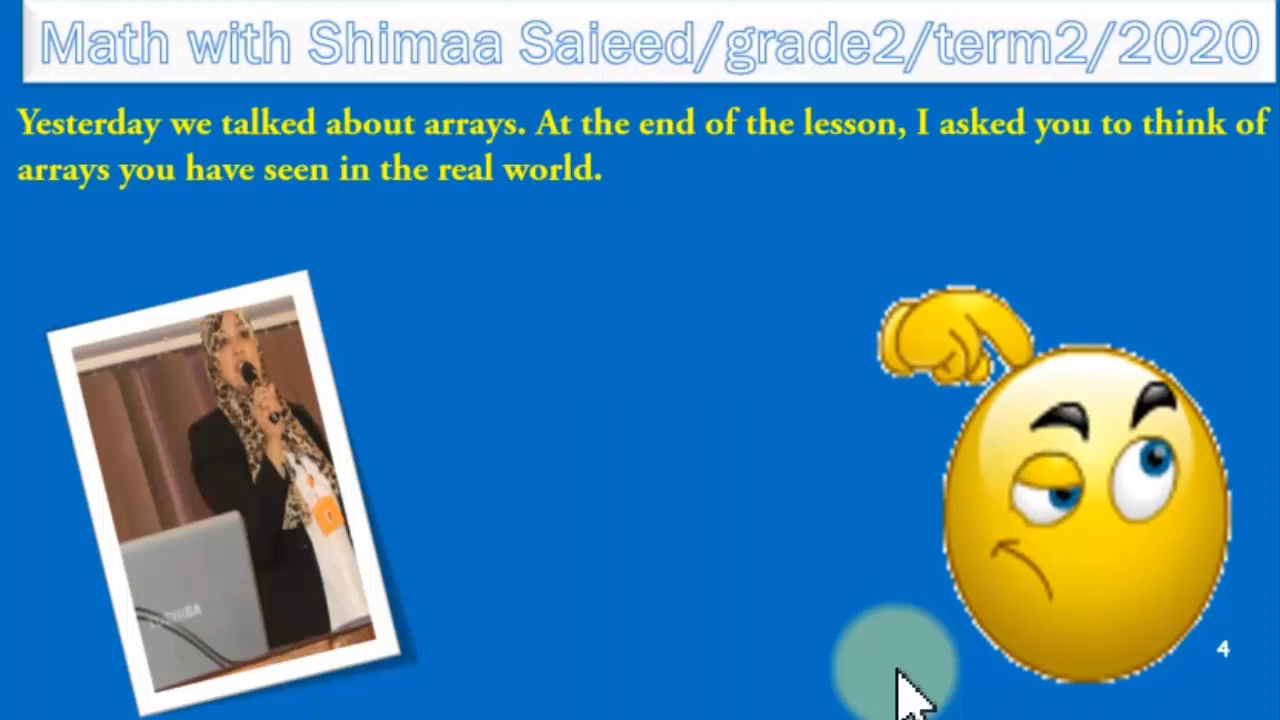 Math with Shimaa Saieed/grade2/term2/2020
Yesterday we talked about arrays. At the end of the lesson, I asked you to think of
arrays you have seen in the real world.
TOSHIBA
4